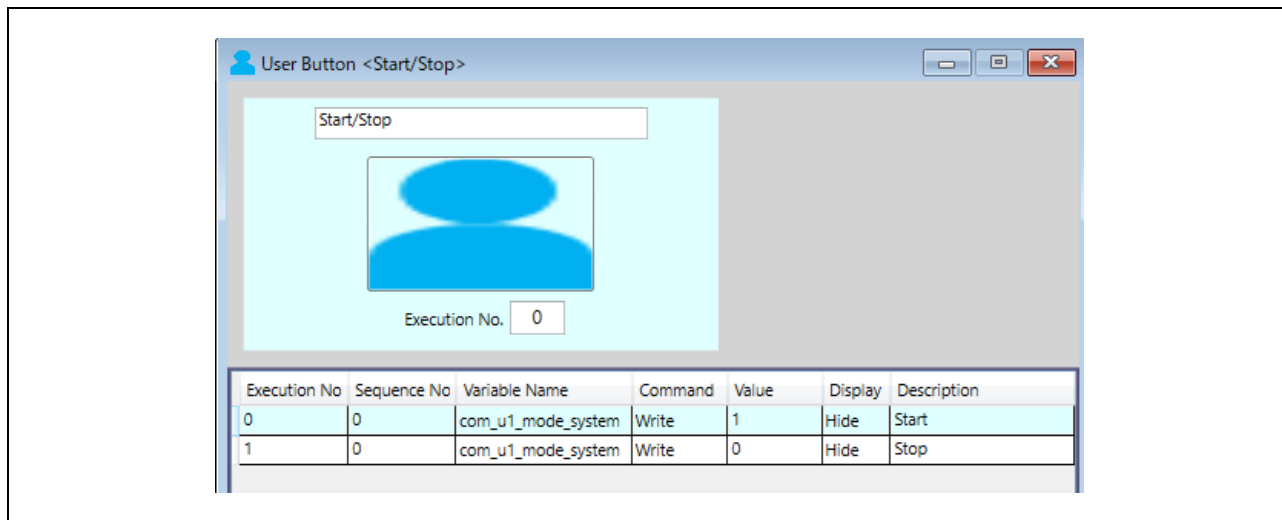 User Button <Start/Stop>
Start/Stop
Execution No. 0
Execution No Sequence No Variable Name Command Value Display Description
0 0 com_u1_mode_system Write 1 Hide Start
1 0 com_u1_mode_system Write 0 Hide Stop